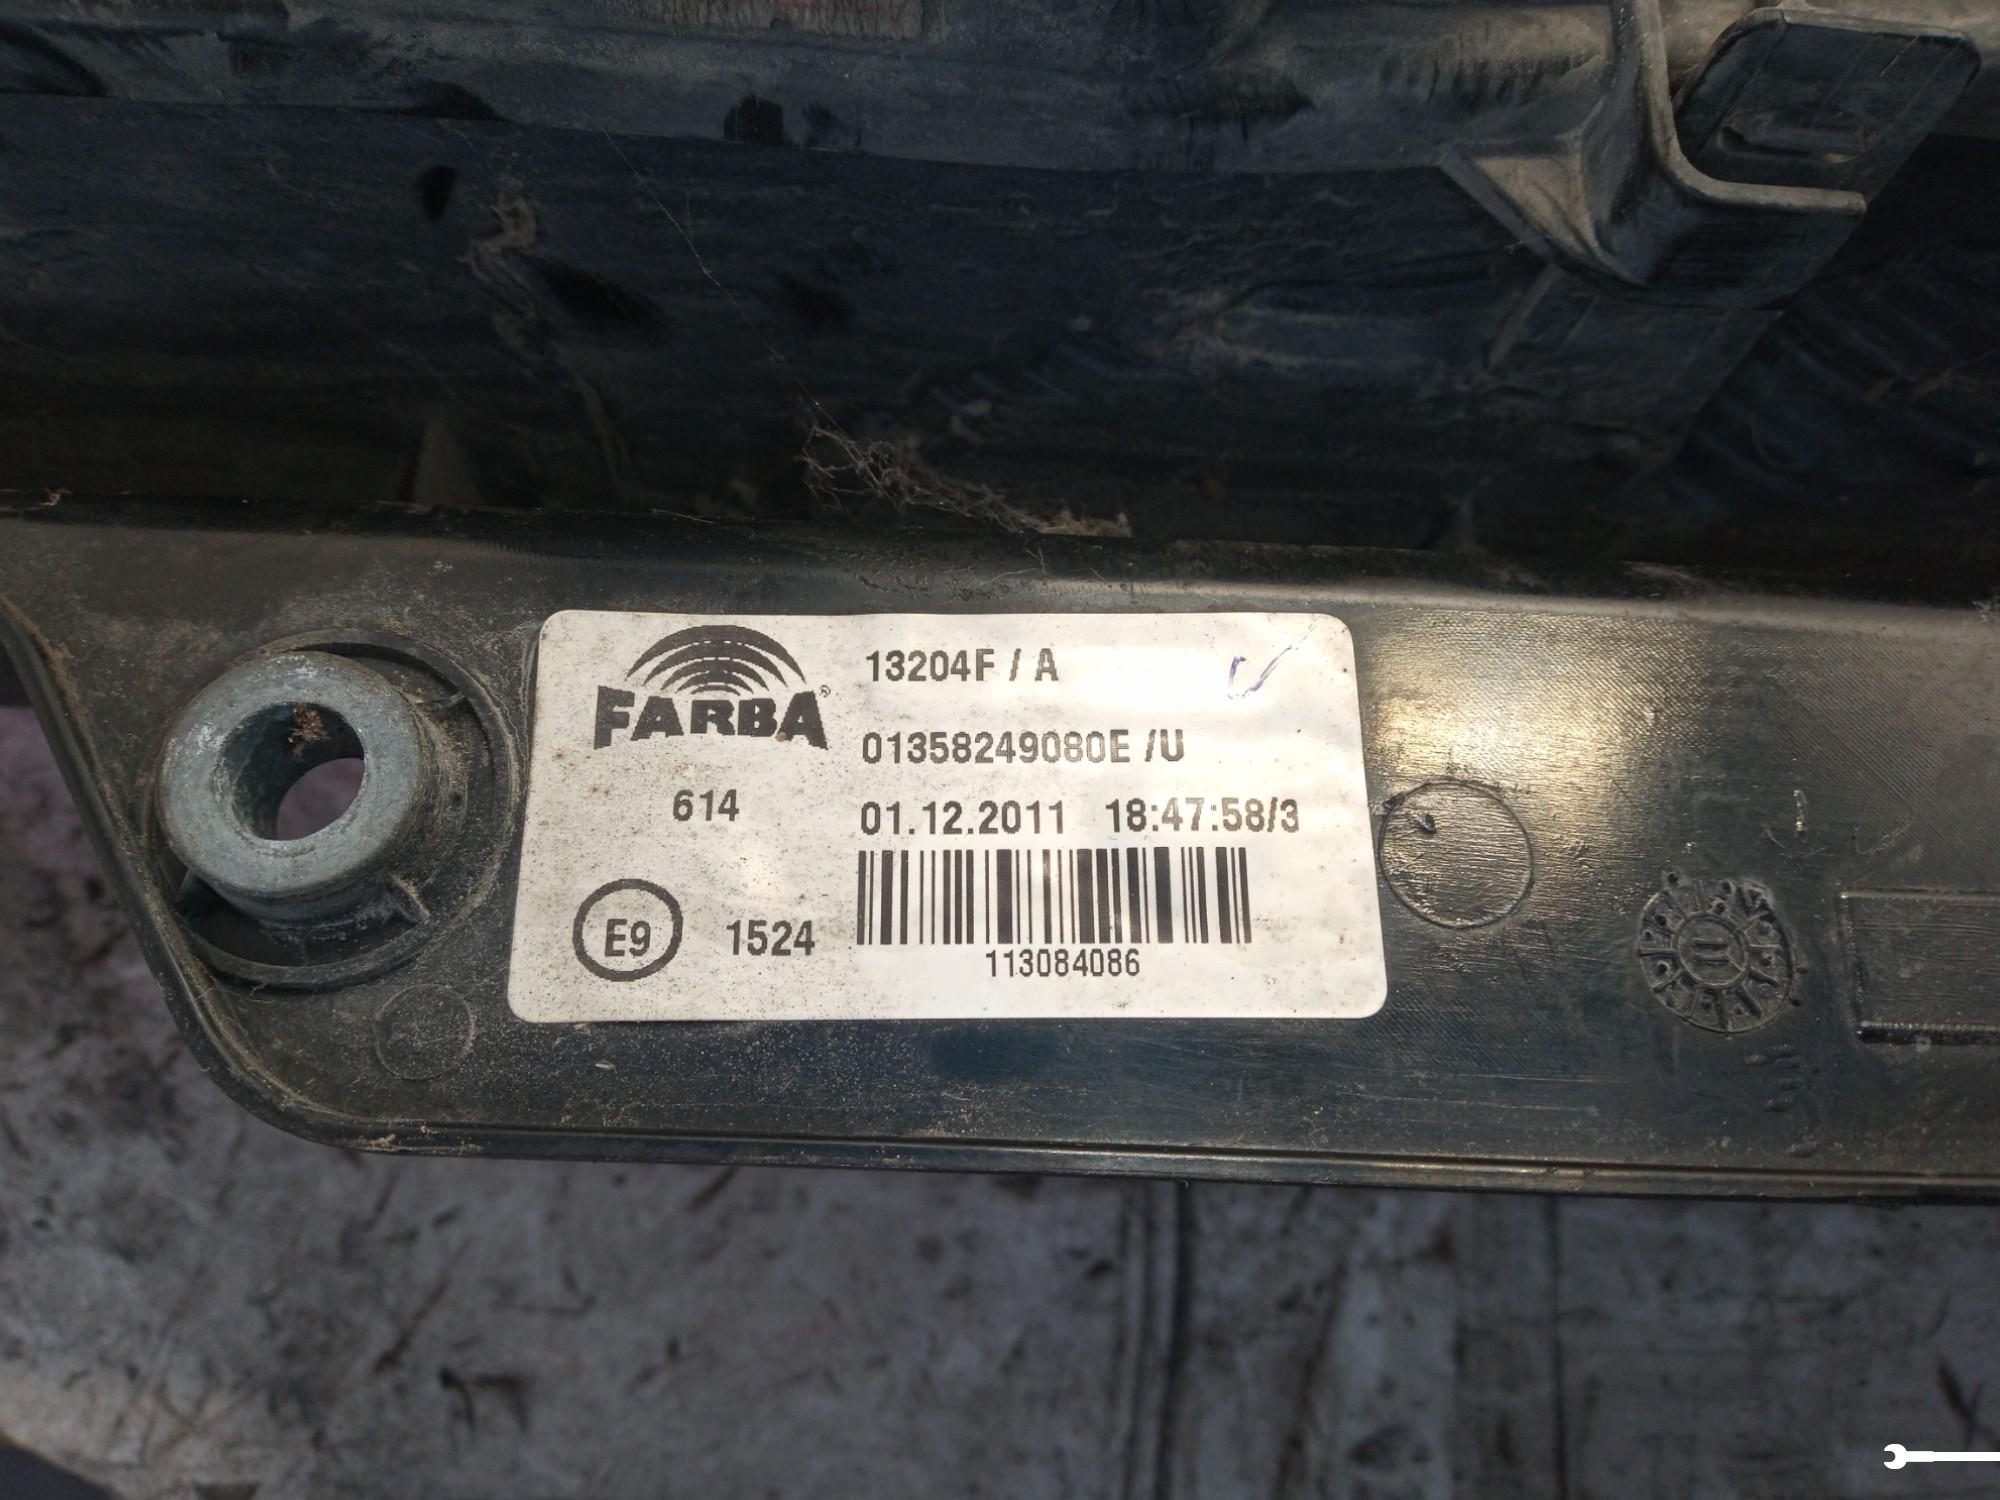 FARBA®
13204F / A
01358249080E /U
614
01.12.2011 18:47:58/3
E9
1524
113084086